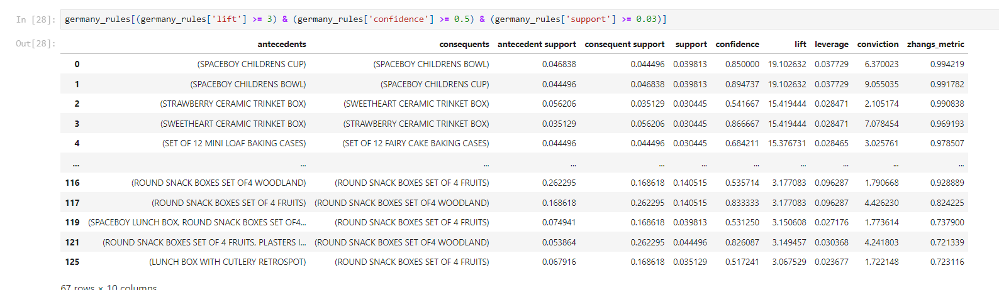 In [28]: germany_rules[(germany_rules['lift'] >= 3) & (germany_rules['confidence'] >= 0.5) & (germany_rules['support'] >= 0.03)]
Out[28]:
antecedents consequents antecedent support consequent support support confidence lift leverage conviction zhangs_metric
0 (SPACEBOY CHILDRENS CUP) (SPACEBOY CHILDRENS BOWL) 0.046838 0.044496 0.039813 0.850000 19.102632 0.037729 6.370023 0.994219
1 (SPACEBOY CHILDRENS BOWL) (SPACEBOY CHILDRENS CUP) 0.044496 0.046838 0.039813 0.894737 19.102632 0.037729 9.055035 0.991782
2 (STRAWBERRY CERAMIC TRINKET BOX) (SWEETHEART CERAMIC TRINKET BOX) 0.056206 0.035129 0.030445 0.541667 15.419444 0.028471 2.105174 0.990838
3 (SWEETHEART CERAMIC TRINKET BOX) (STRAWBERRY CERAMIC TRINKET BOX) 0.035129 0.056206 0.030445 0.866667 15.419444 0.028471 7.078454 0.969193
4 (SET OF 12 MINI LOAF BAKING CASES) (SET OF 12 FAIRY CAKE BAKING CASES) 0.044496 0.044496 0.030445 0.684211 15.376731 0.028465 3.025761 0.978507
... ... ... ... ... ... ... ... ... ... ...
116 (ROUND SNACK BOXES SET OF4 WOODLAND) (ROUND SNACK BOXES SET OF 4 FRUITS) 0.262295 0.168618 0.140515 0.535714 3.177083 0.096287 1.790668 0.928889
117 (ROUND SNACK BOXES SET OF 4 FRUITS) (ROUND SNACK BOXES SET OF4 WOODLAND) 0.168618 0.262295 0.140515 0.833333 3.177083 0.096287 4.426230 0.824225
119 (SPACEBOY LUNCH BOX, ROUND SNACK BOXES SET OF4... (ROUND SNACK BOXES SET OF 4 FRUITS) 0.074941 0.168618 0.039813 0.531250 3.150608 0.027176 1.773614 0.737900
121 (ROUND SNACK BOXES SET OF 4 FRUITS, PLASTERS I... (ROUND SNACK BOXES SET OF4 WOODLAND) 0.053864 0.262295 0.044496 0.826087 3.149457 0.030368 4.241803 0.721339
125 (LUNCH BOX WITH CUTLERY RETROSPOT) (ROUND SNACK BOXES SET OF 4 FRUITS) 0.067916 0.168618 0.035129 0.517241 3.067529 0.023677 1.722148 0.723116
67 rows × 10 columns